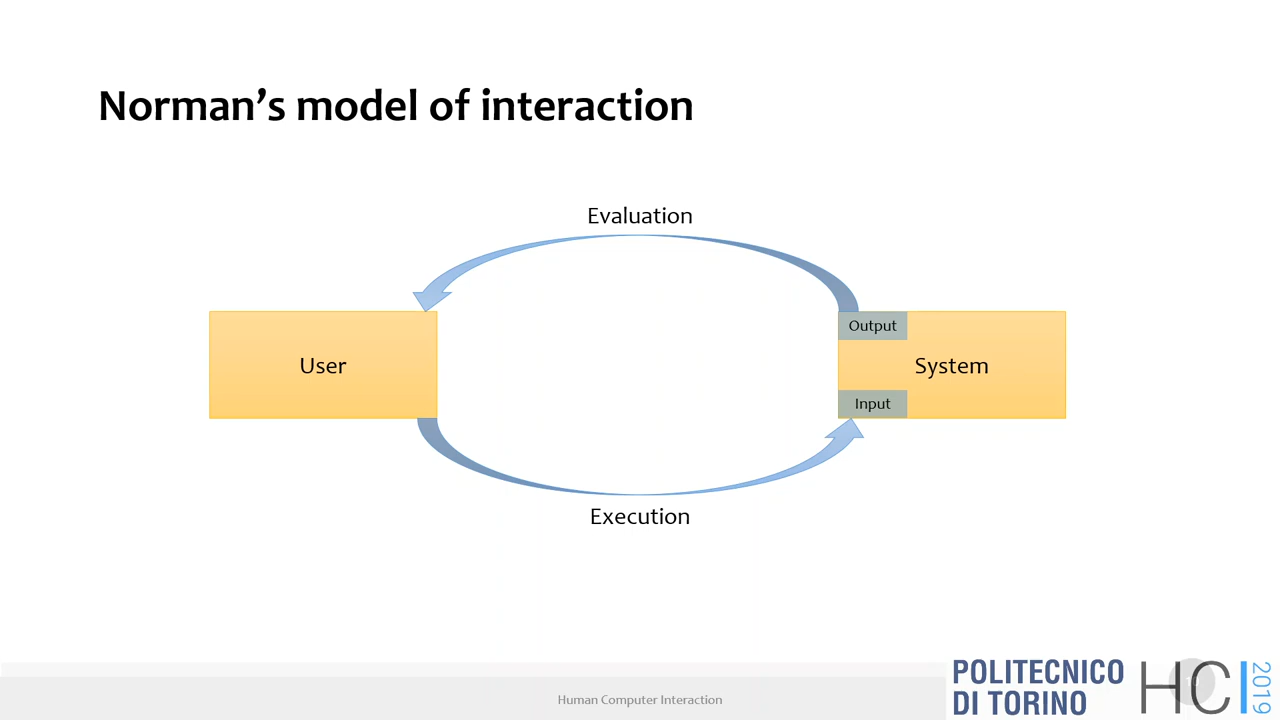 Norman's model of interaction
Evaluation
User
Output
System
Input
Execution
Human Computer Interaction
POLITECNICO
DI TORINO
HCI
2019